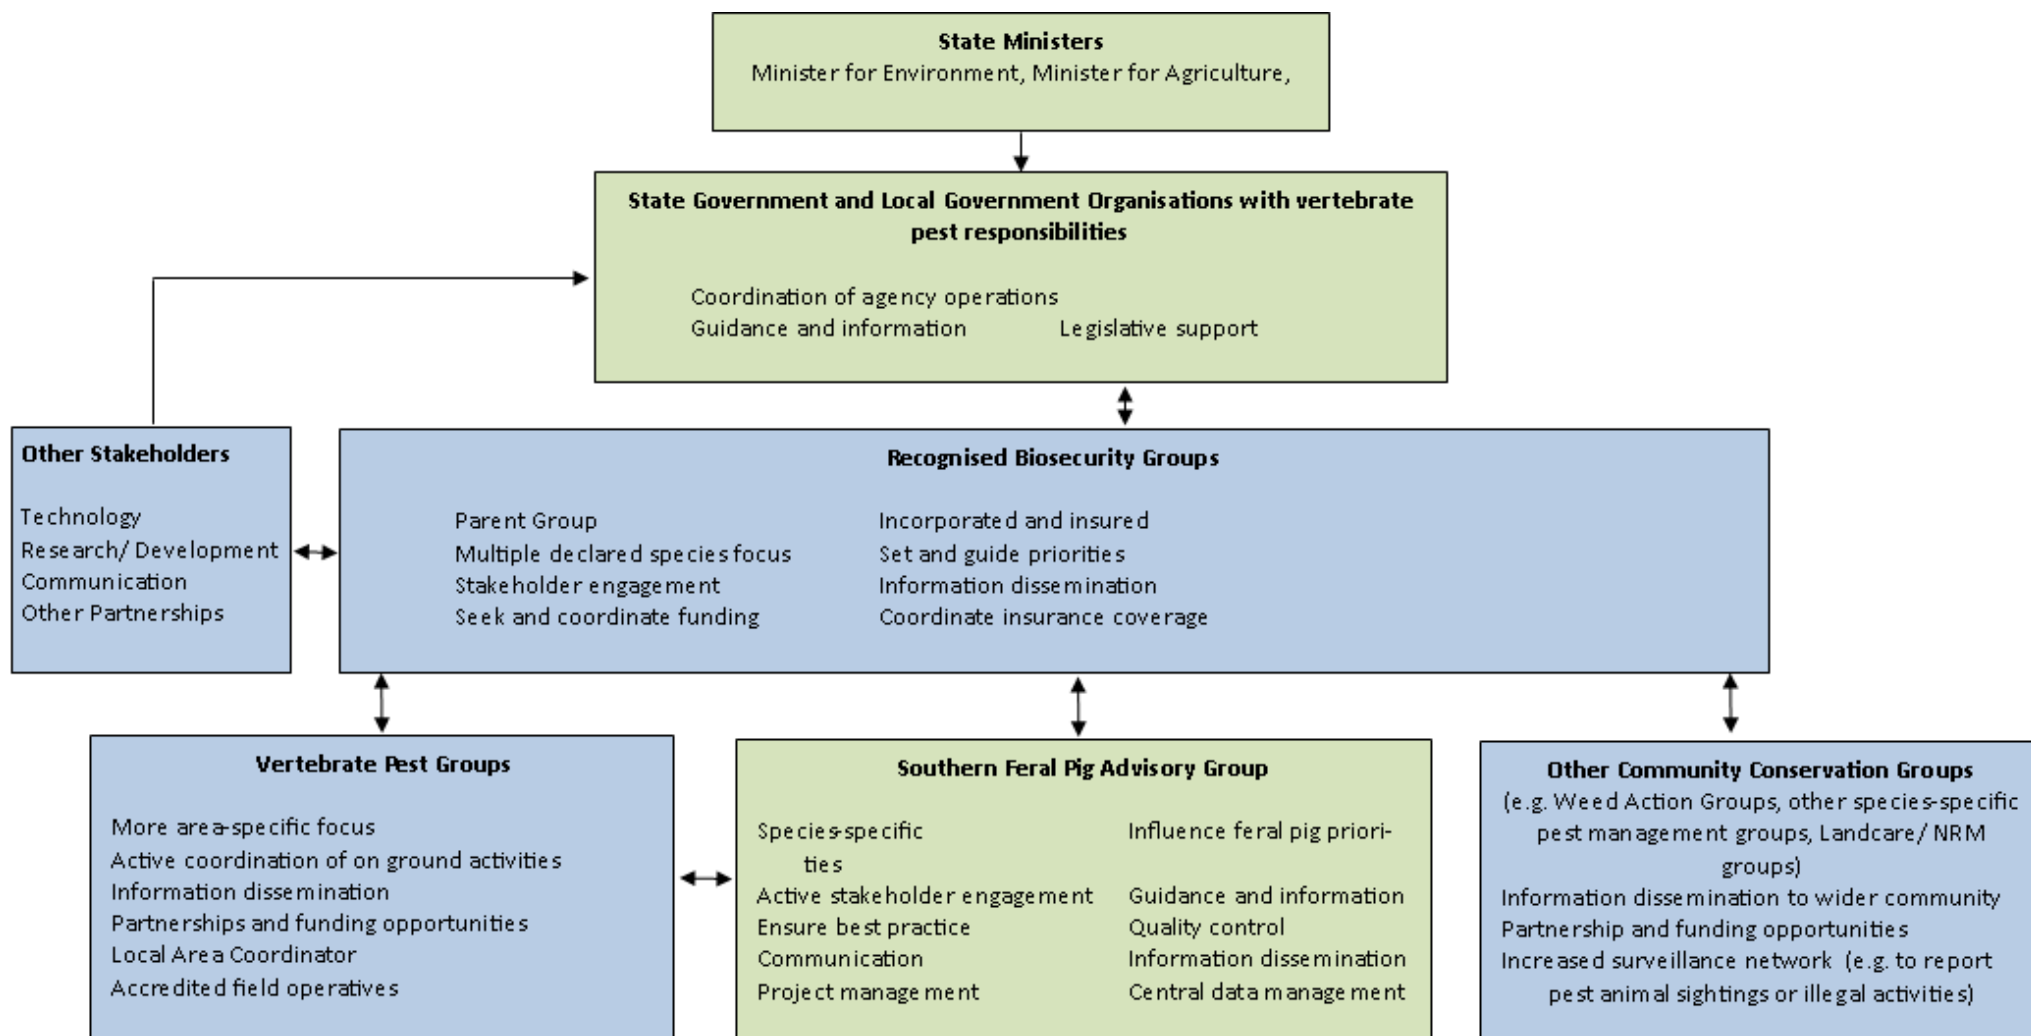 State Ministers
Minister for Environment, Minister for Agriculture,
State Government and Local Government Organisations with vertebrate
pest responsibilities
Coordination of agency operations
Guidance and information Legislative support
Other Stakeholders
Technology
Research/ Development
Communication
Other Partnerships
Recognised Biosecurity Groups
Parent Group Incorporated and insured
Multiple declared species focus Set and guide priorities
Stakeholder engagement Information dissemination
Seek and coordinate funding Coordinate insurance coverage
Vertebrate Pest Groups
More area-specific focus
Active coordination of on ground activities
Information dissemination
Partnerships and funding opportunities
Local Area Coordinator
Accredited field operatives
Southern Feral Pig Advisory Group
Species-specific Influence feral pig priori-
ties
Active stakeholder engagement Guidance and information
Ensure best practice Quality control
Communication Information dissemination
Project management Central data management
Other Community Conservation Groups
(e.g. Weed Action Groups, other species-specific
pest management groups, Landcare/ NRM
groups)
Information dissemination to wider community
Partnership and funding opportunities
Increased surveillance network (e.g. to report
pest animal sightings or illegal activities)